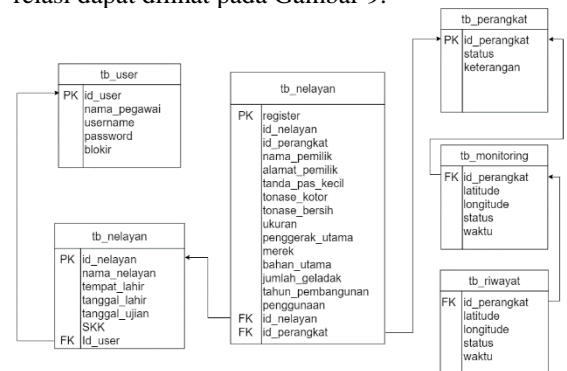 relasi dapat dilihat pada Gambar 9.
tb_user
PK id_user
nama_pegawai
username
password
blokir
tb_nelayan
PK id_nelayan
nama_nelayan
tempat_lahir
tanggal_lahir
tanggal_ujian
SKK
FK Id_user
tb_nelayan
PK register
id_nelayan
id_perangkat
nama_pemilik
alamat_pemilik
tanda_pas_kecil
tonase_kotor
tonase_bersih
ukuran
penggerak_utama
merek
bahan_utama
jumlah_geladak
tahun_pembangunan
penggunaan
FK id_nelayan
FK id_perangkat
tb_perangkat
PK id_perangkat
status
keterangan
tb_monitoring
FK id_perangkat
latitude
longitude
status
waktu
tb_riwayat
FK id_perangkat
latitude
longitude
status
waktu